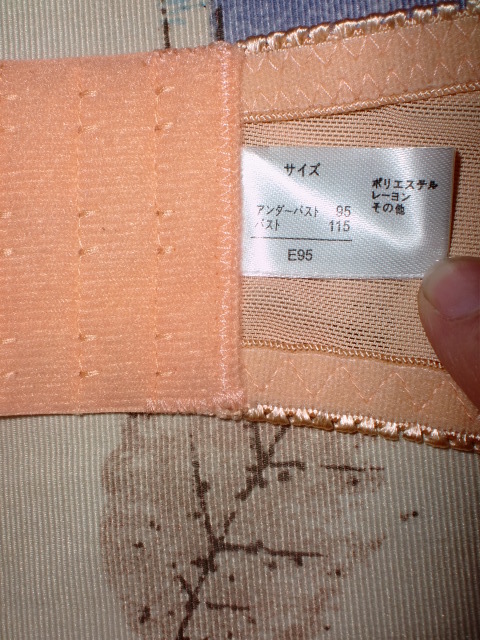 サイズ
アンダーバスト 95
バスト 115
E95
ポリエステル
レーヨン
その他